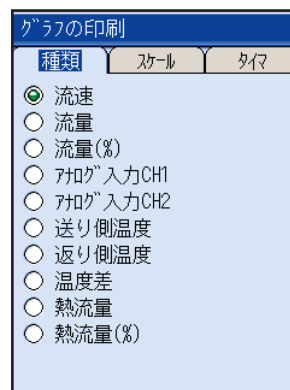 グラフの印刷
種類 スケール タイマ
流速
流量
流量(%)
アナログ入力CH1
アナログ入力CH2
送り側温度
返り側温度
温度差
熱流量
熱流量(%)